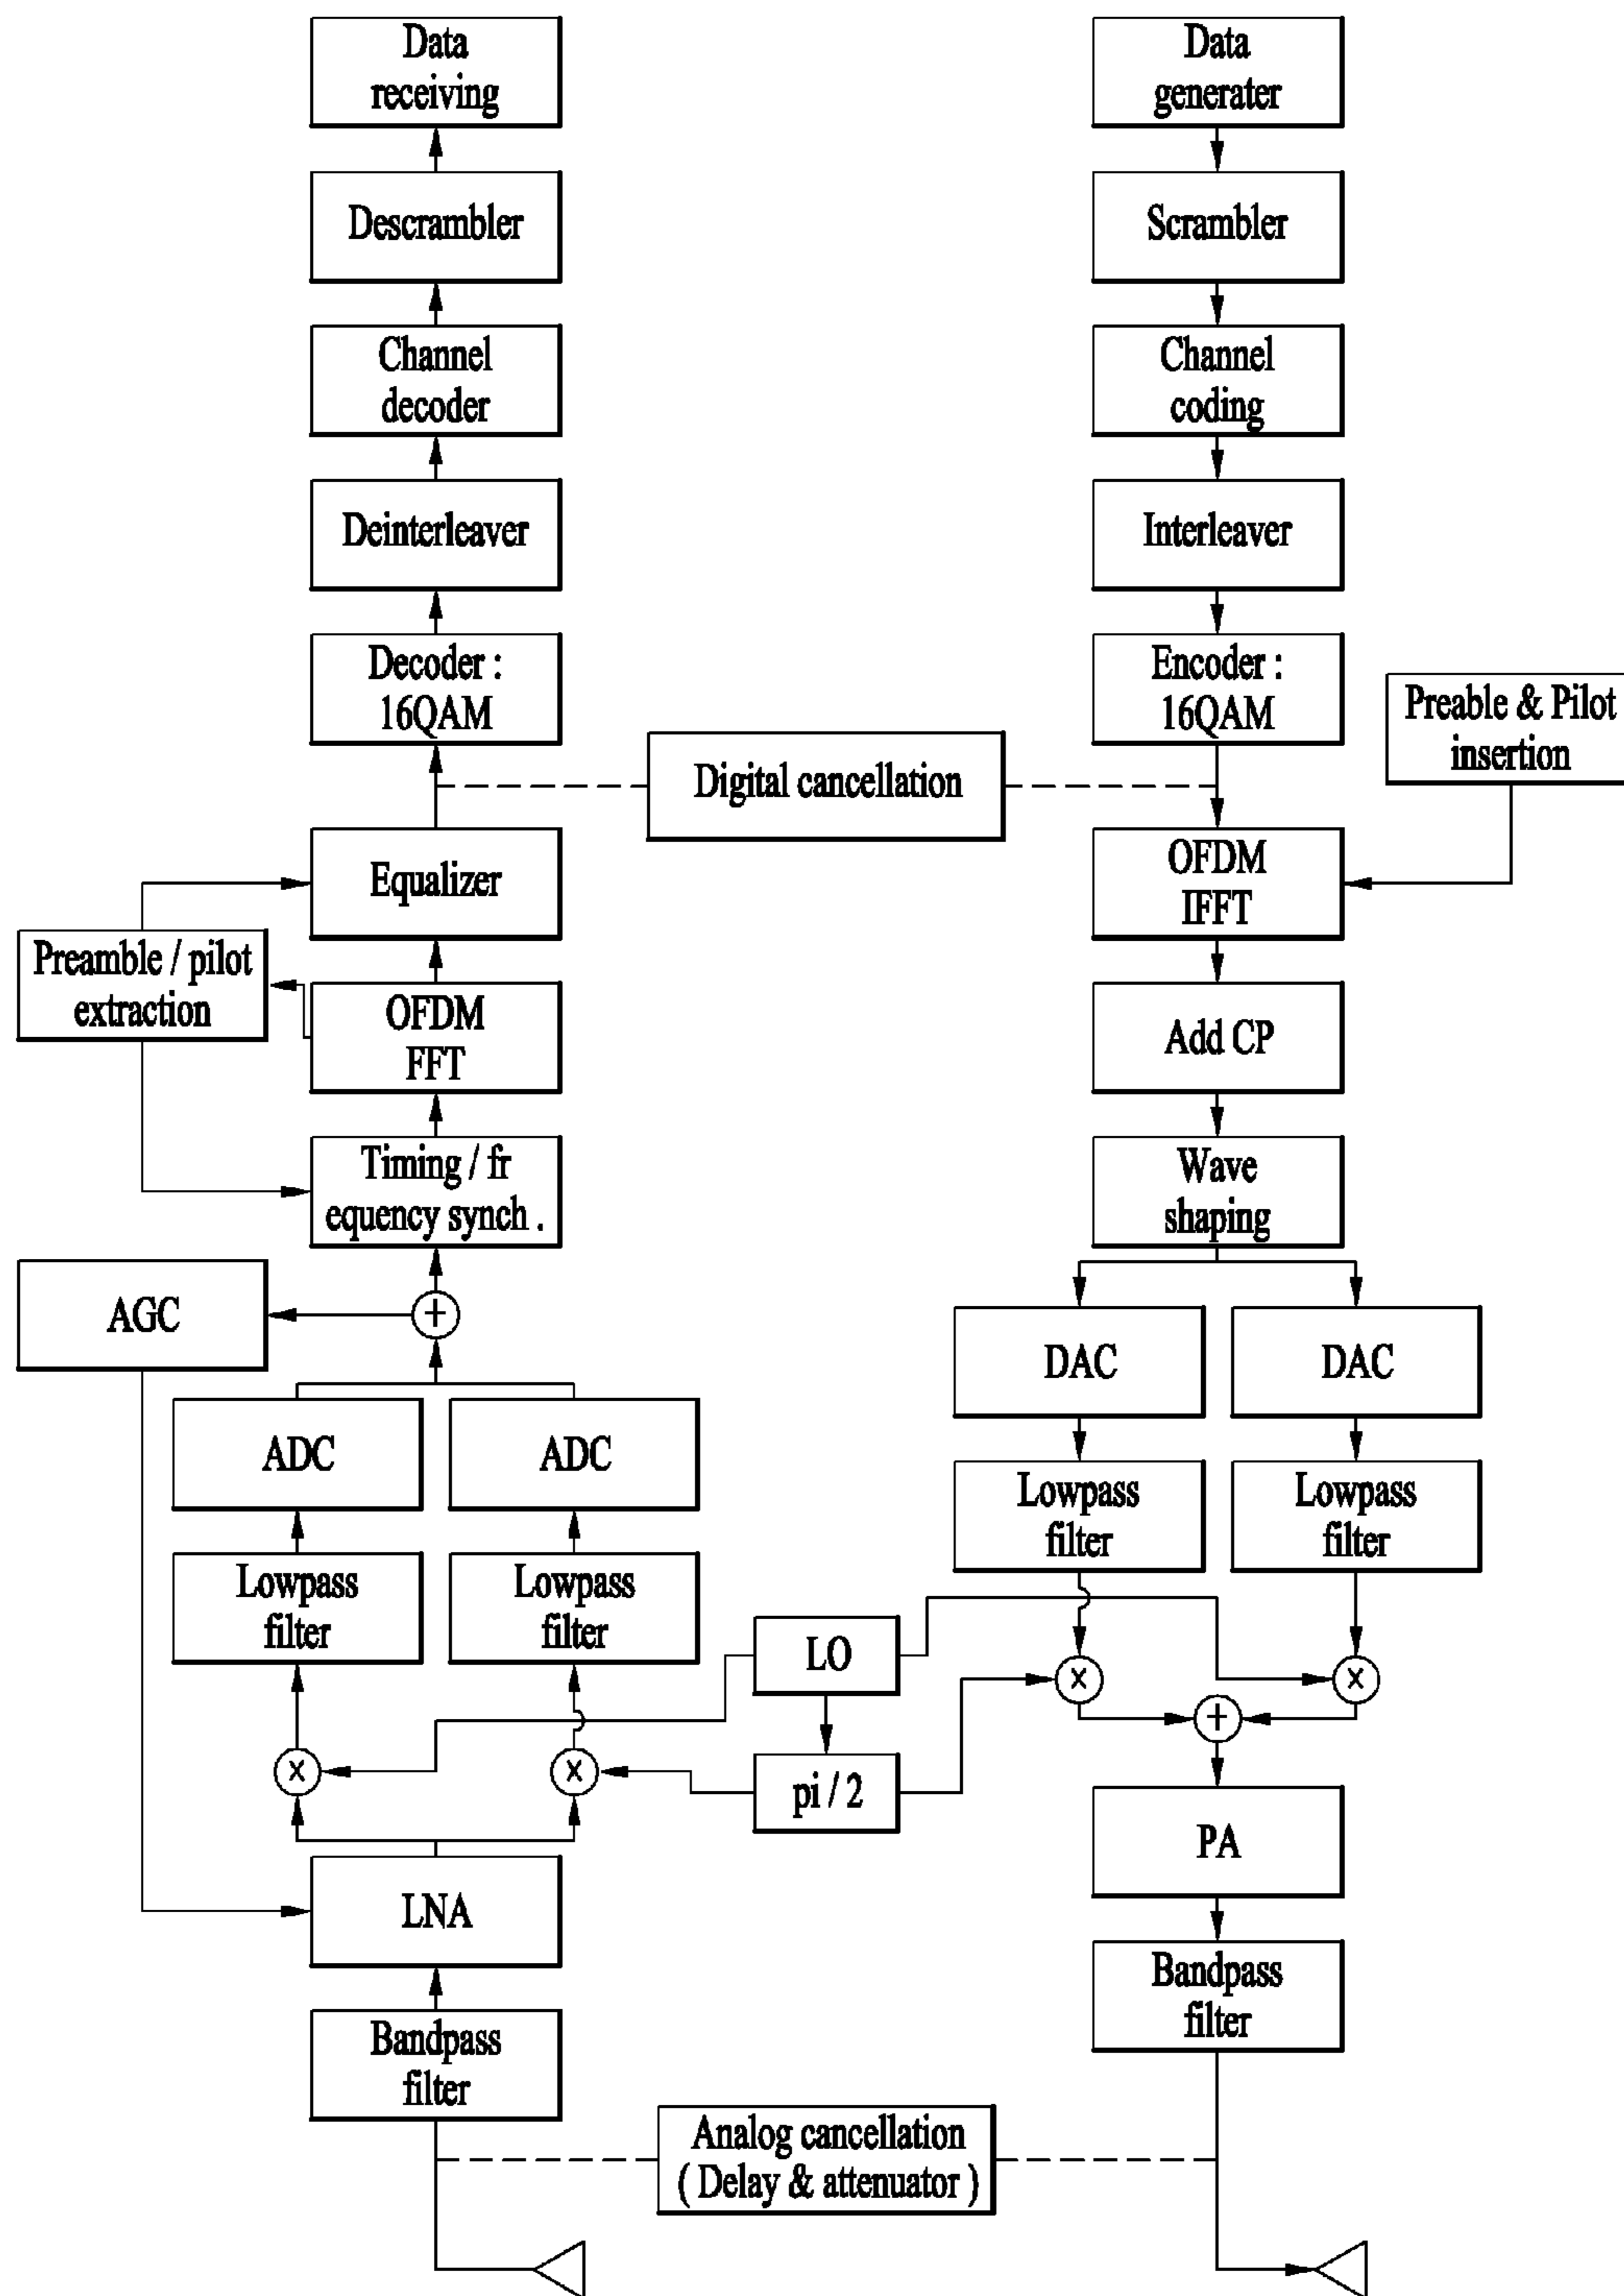 Data
receiving
Descrambler
Channel
decoder
Deinterleaver
Decoder :
16QAM
Equalizer
Preamble / pilot
extraction
OFDM
FFT
Timing / fr
equency synch .
AGC
+
ADC
ADC
Lowpass
filter
Lowpass
filter
x
x
LNA
Bandpass
filter
Digital cancellation
LO
pi / 2
Analog cancellation
( Delay & attenuator )
Data
generater
Scrambler
Channel
coding
Interleaver
Encoder :
16QAM
Preable & Pilot
insertion
OFDM
IFFT
Add CP
Wave
shaping
DAC
DAC
Lowpass
filter
Lowpass
filter
x
x
+
PA
Bandpass
filter